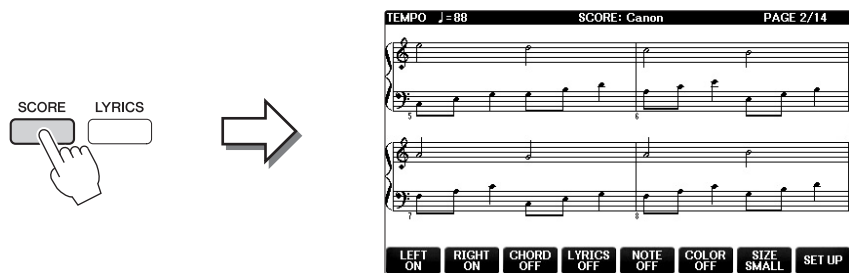 SCORE LYRICS
TEMPO ♩=88 SCORE: Canon PAGE 2/14
5 6
7 8
LEFT ON RIGHT ON CHORD OFF LYRICS OFF NOTE OFF COLOR OFF SIZE SMALL SET UP